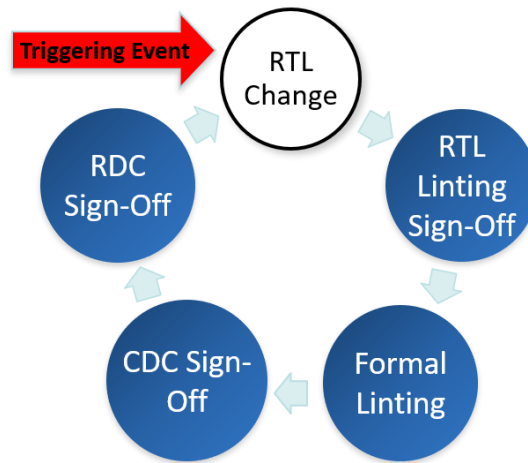 Triggering Event
RTL
Change
RTL
Linting
Sign-Off
Formal
Linting
CDC Sign-
Off
RDC
Sign-Off